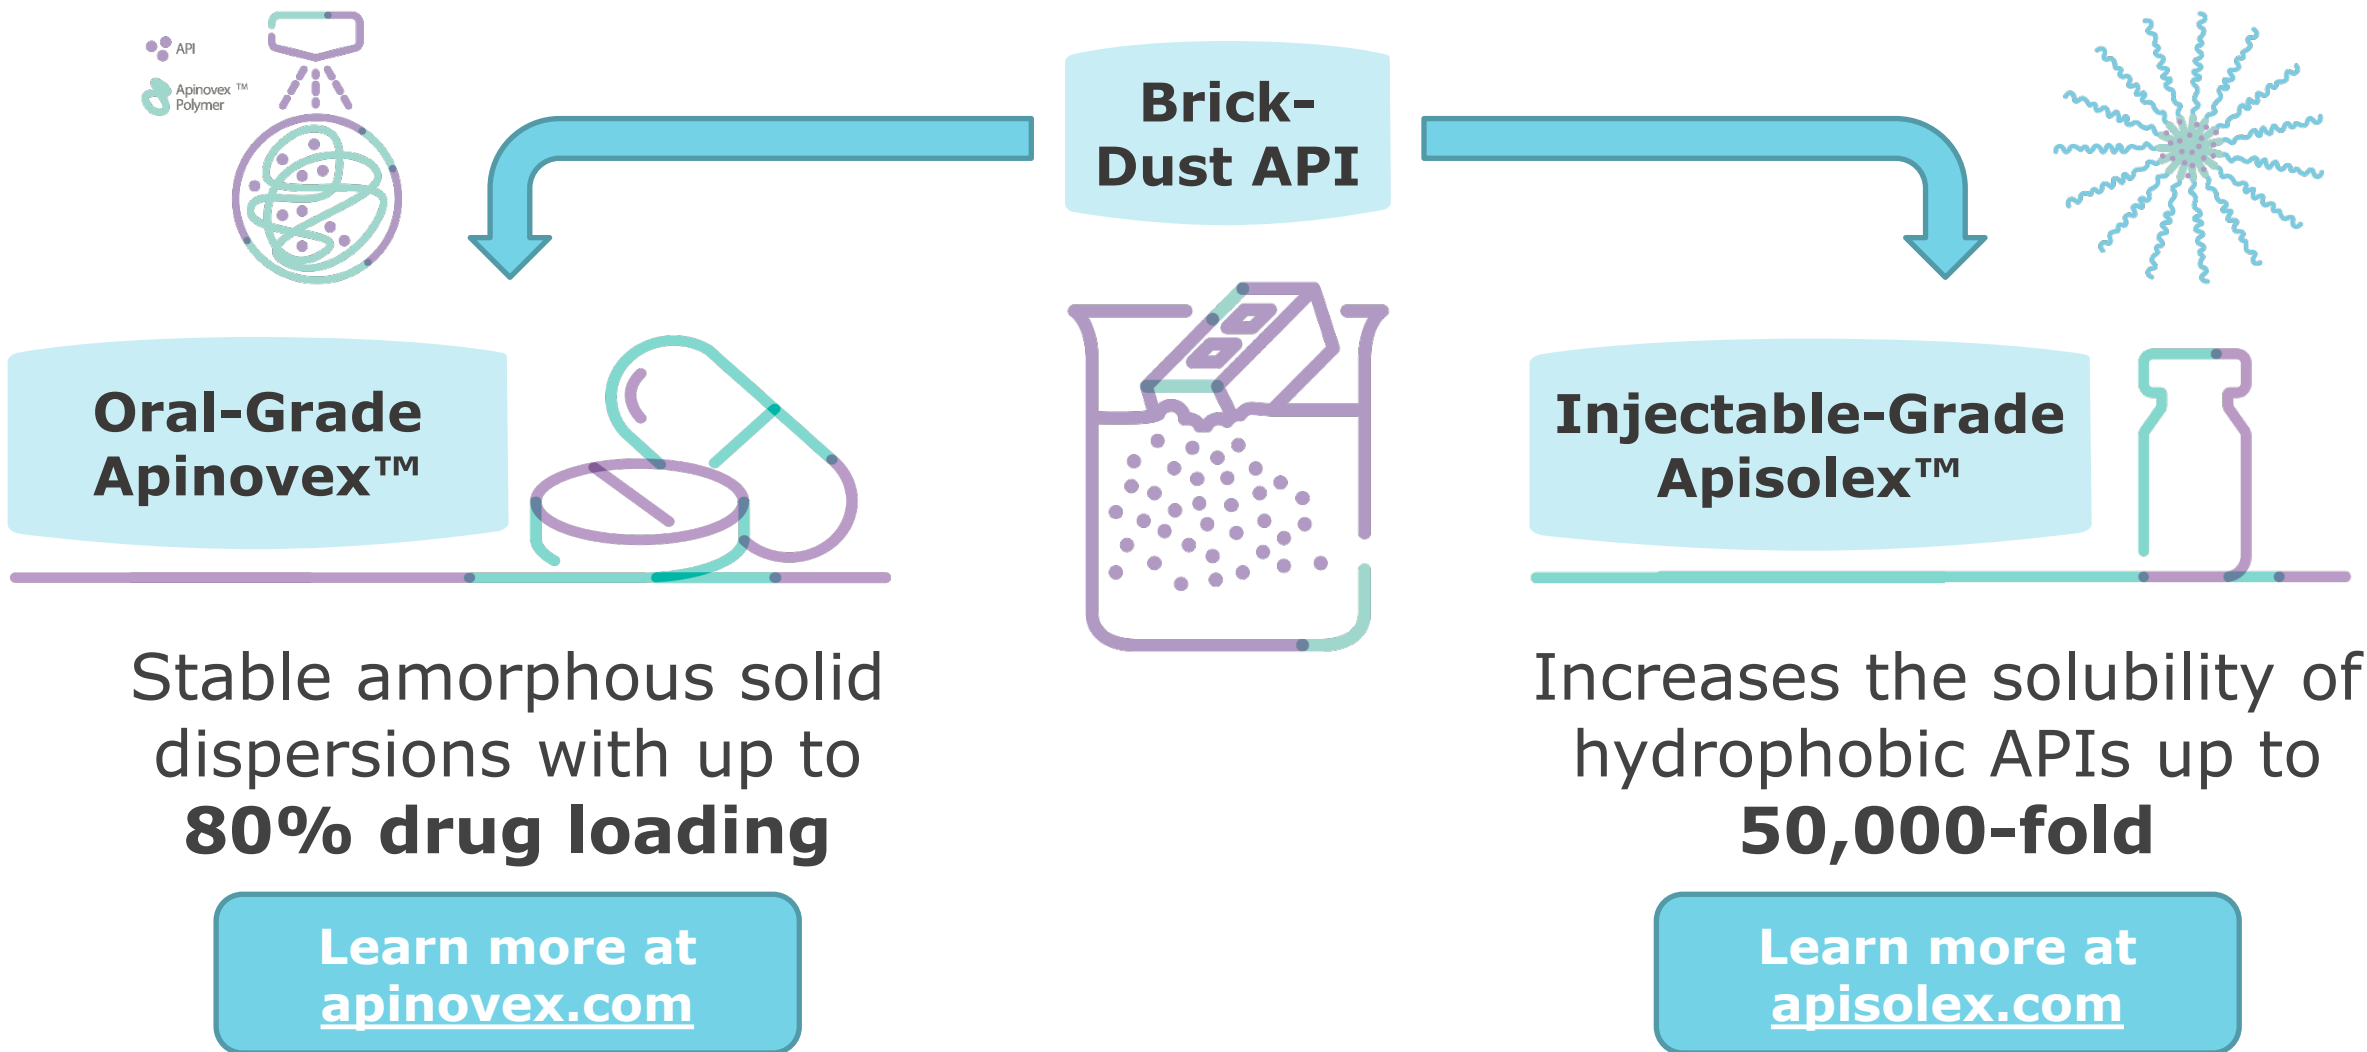 API
Apinovex ™
Polymer
Brick-
Dust API
Oral-Grade
Apinovex™
Injectable-Grade
Apisolex™
Stable amorphous solid
dispersions with up to
80% drug loading
Increases the solubility of
hydrophobic APIs up to
50,000-fold
Learn more at
apinovex.com
Learn more at
apisolex.com